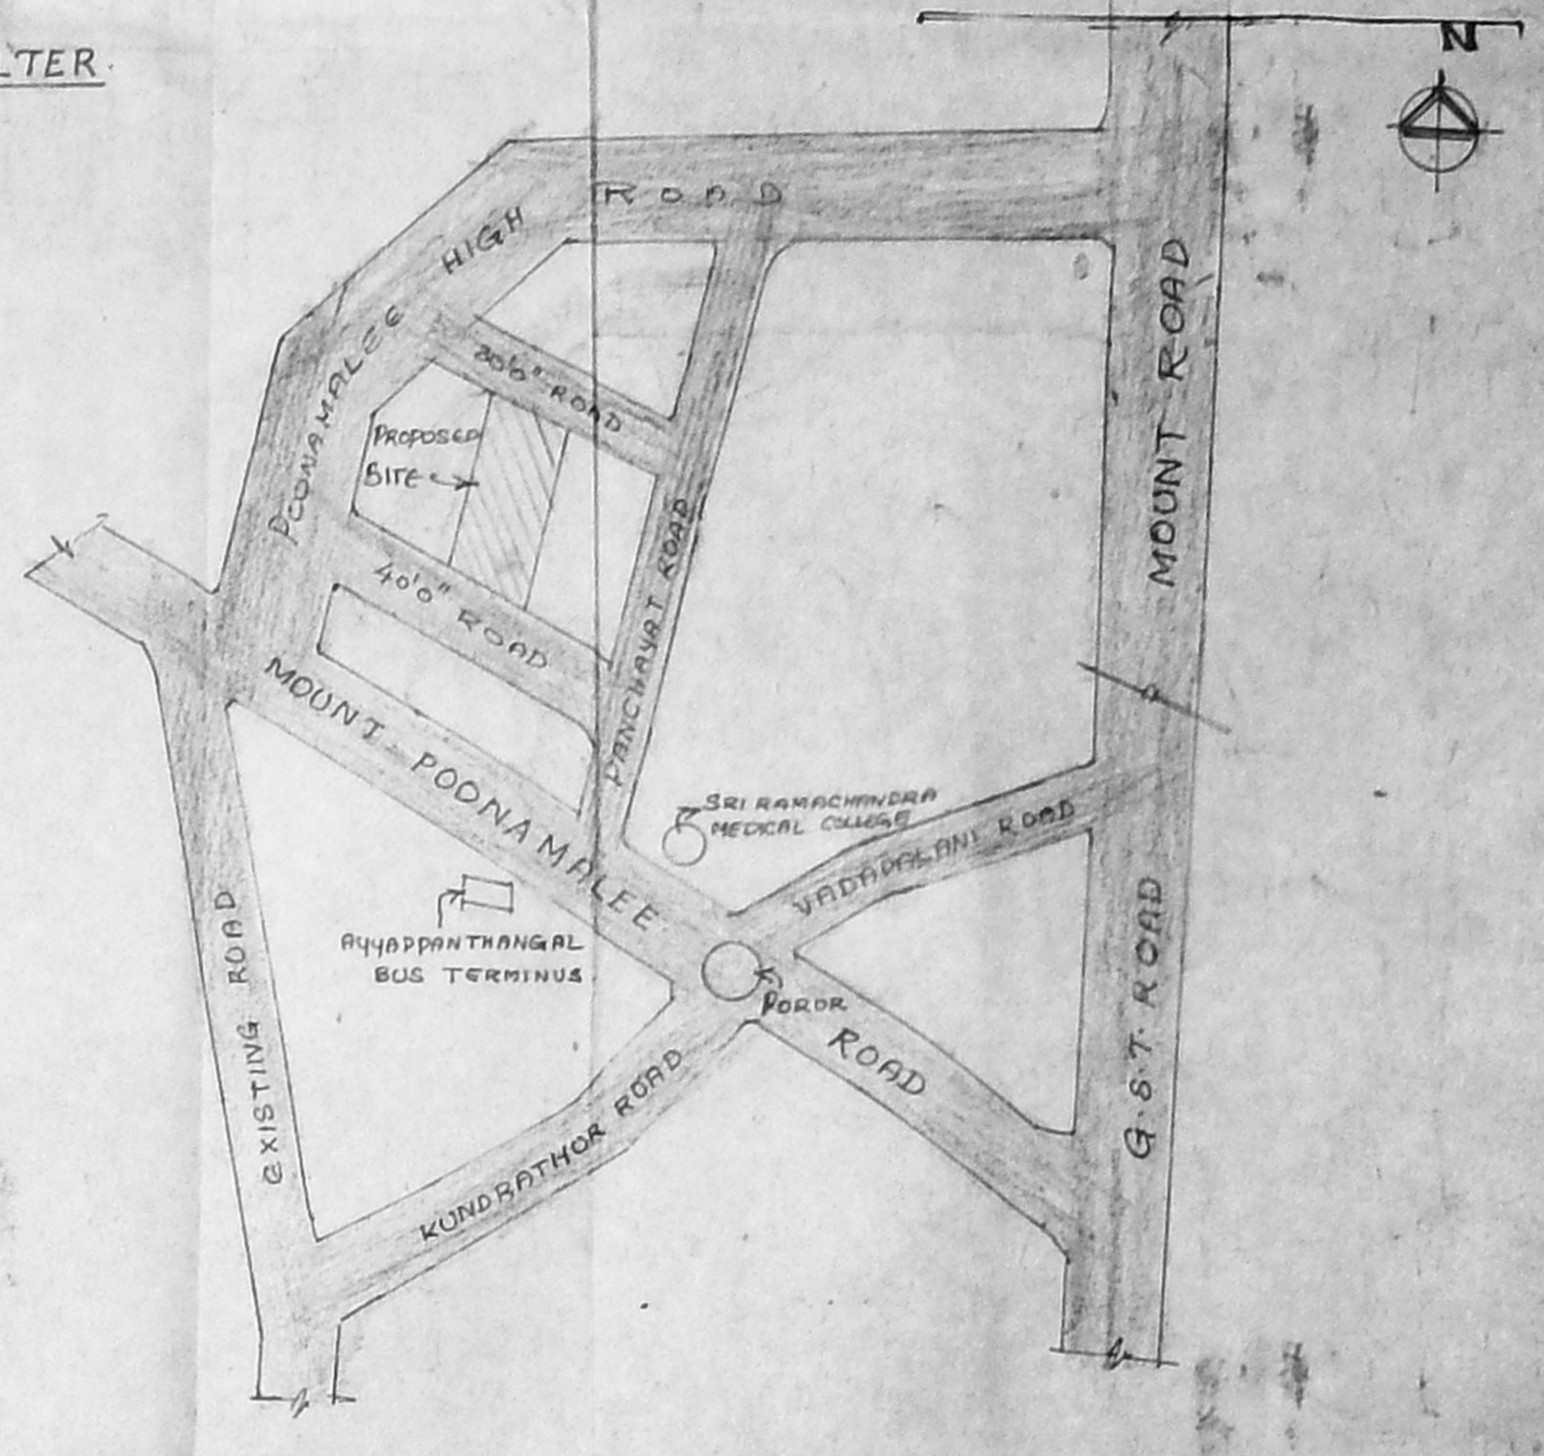 LTER.
N
POONAMALEE HIGH ROAD
MOUNT ROAD
30'0" ROAD
PROPOSED
SITE
40'0" ROAD
PANCHAYAT ROAD
MOUNT POONAMALEE ROAD
SRI RAMACHANDRA
MEDICAL COLLEGE
VADAPALANI ROAD
AYYAPPANTHANGAL
BUS TERMINUS
POROR
EXISTING ROAD
KUNDRATHOR ROAD
G.S.T. ROAD